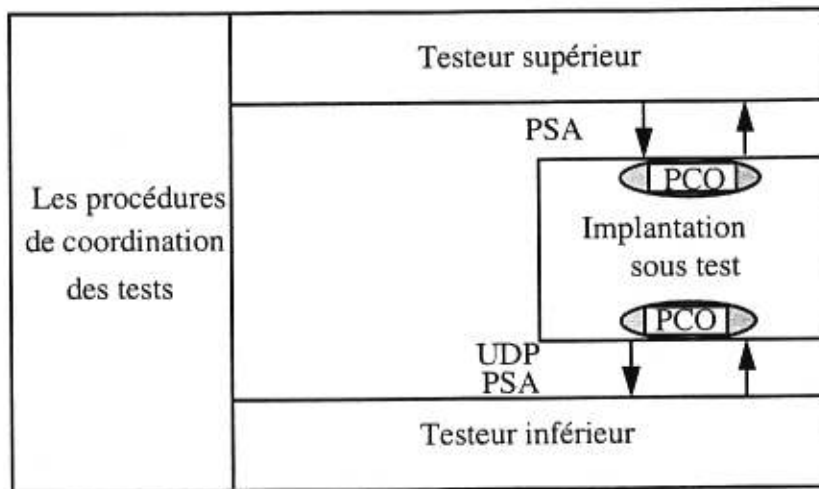 Testeur supérieur
PSA
PCO
Les procédures
de coordination
des tests
Implantation
sous test
PCO
UDP
PSA
Testeur inférieur